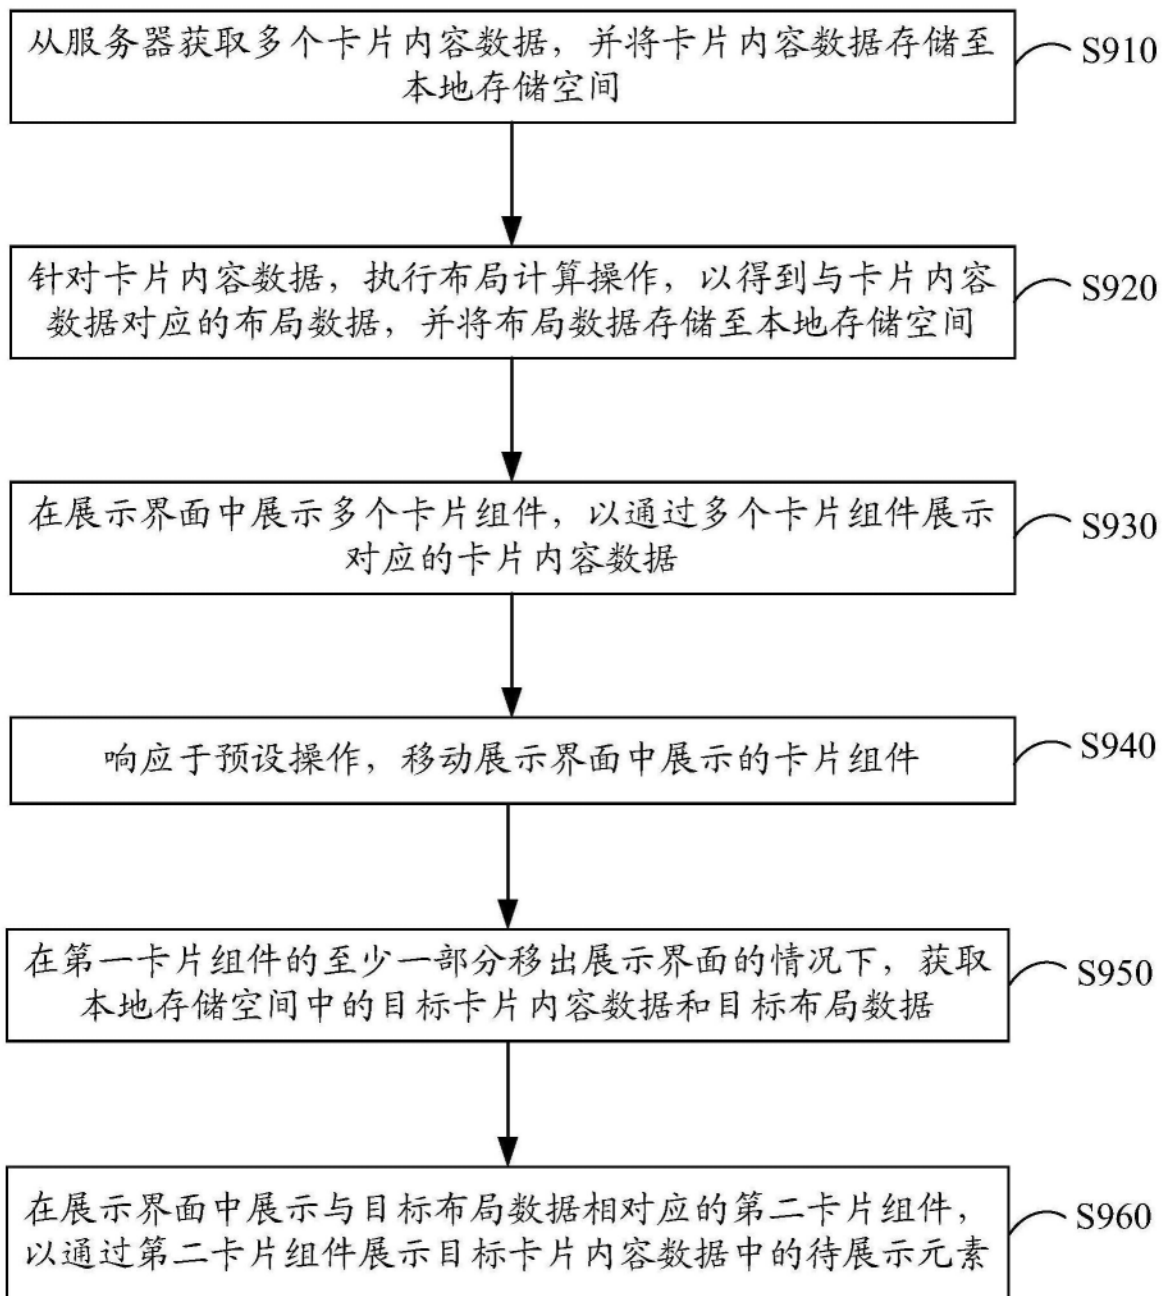 从服务器获取多个卡片内容数据，并将卡片内容数据存储至
本地存储空间
S910
针对卡片内容数据，执行布局计算操作，以得到与卡片内容
数据对应的布局数据，并将布局数据存储至本地存储空间
S920
在展示界面中展示多个卡片组件，以通过多个卡片组件展示
对应的卡片内容数据
S930
响应于预设操作，移动展示界面中展示的卡片组件
S940
在第一卡片组件的至少一部分移出展示界面的情况下，获取
本地存储空间中的目标卡片内容数据和目标布局数据
S950
在展示界面中展示与目标布局数据相对应的第二卡片组件，
以通过第二卡片组件展示目标卡片内容数据中的待展示元素
S960